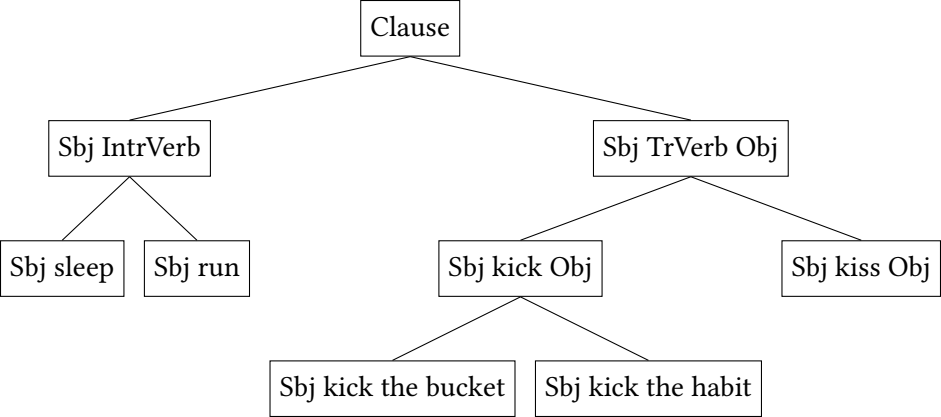 Clause
Sbj IntrVerb
Sbj TrVerb Obj
Sbj sleep
Sbj run
Sbj kick Obj
Sbj kiss Obj
Sbj kick the bucket
Sbj kick the habit